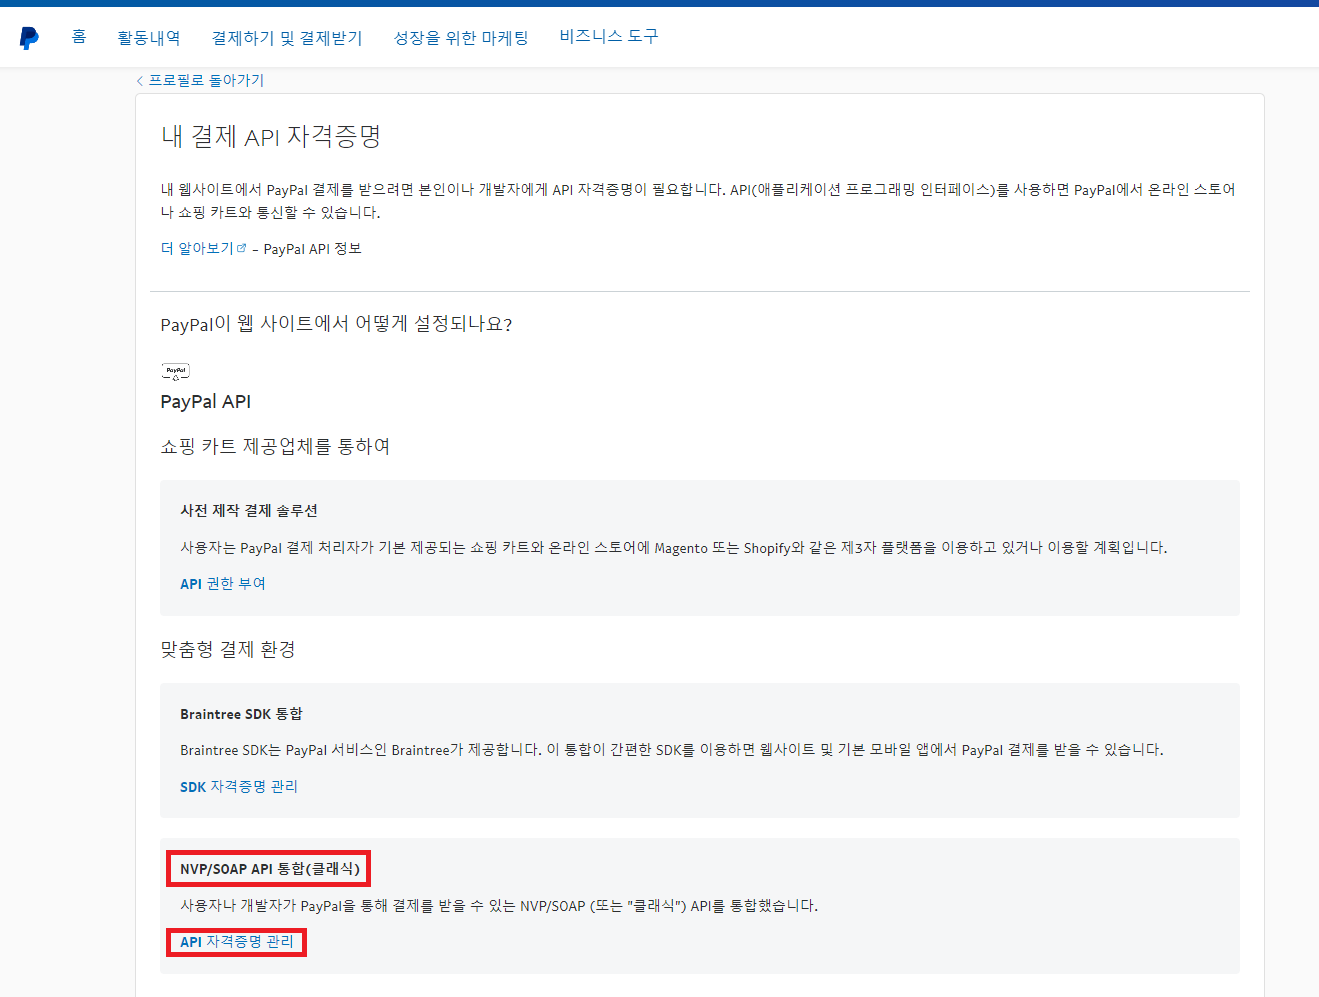 홈 활동내역 결제하기 및 결제받기 성장을 위한 마케팅 비즈니스 도구
프로필로 돌아가기
내 결제 API 자격증명
내 웹사이트에서 PayPal 결제를 받으려면 본인이나 개발자에게 API 자격증명이 필요합니다. API(애플리케이션 프로그래밍 인터페이스)를 사용하면 PayPal에서 온라인 스토어
나 쇼핑 카트와 통신할 수 있습니다.
더 알아보기 – PayPal API 정보
PayPal이 웹 사이트에서 어떻게 설정되나요?
PayPal
PayPal API
쇼핑 카트 제공업체를 통하여
사전 제작 결제 솔루션
사용자는 PayPal 결제 처리자가 기본 제공되는 쇼핑 카트와 온라인 스토어에 Magento 또는 Shopify와 같은 제3자 플랫폼을 이용하고 있거나 이용할 계획입니다.
API 권한 부여
맞춤형 결제 환경
Braintree SDK 통합
Braintree SDK는 PayPal 서비스인 Braintree가 제공합니다. 이 통합이 간편한 SDK를 이용하면 웹사이트 및 기본 모바일 앱에서 PayPal 결제를 받을 수 있습니다.
SDK 자격증명 관리
NVP/SOAP API 통합(클래식)
사용자나 개발자가 PayPal을 통해 결제를 받을 수 있는 NVP/SOAP (또는 "클래식") API를 통합했습니다.
API 자격증명 관리